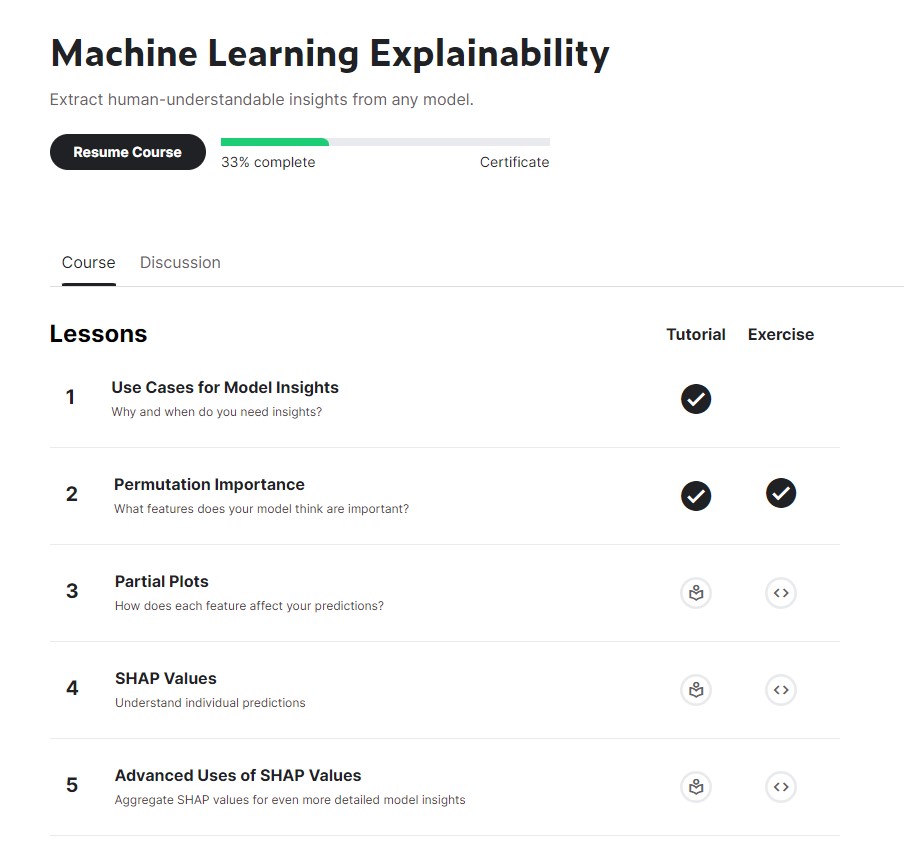 Machine Learning Explainability
Extract human-understandable insights from any model.
Resume Course
33% complete Certificate
Course Discussion
Lessons Tutorial Exercise
1 Use Cases for Model Insights
Why and when do you need insights?
2 Permutation Importance
What features does your model think are important?
3 Partial Plots
How does each feature affect your predictions?
4 SHAP Values
Understand individual predictions
5 Advanced Uses of SHAP Values
Aggregate SHAP values for even more detailed model insights